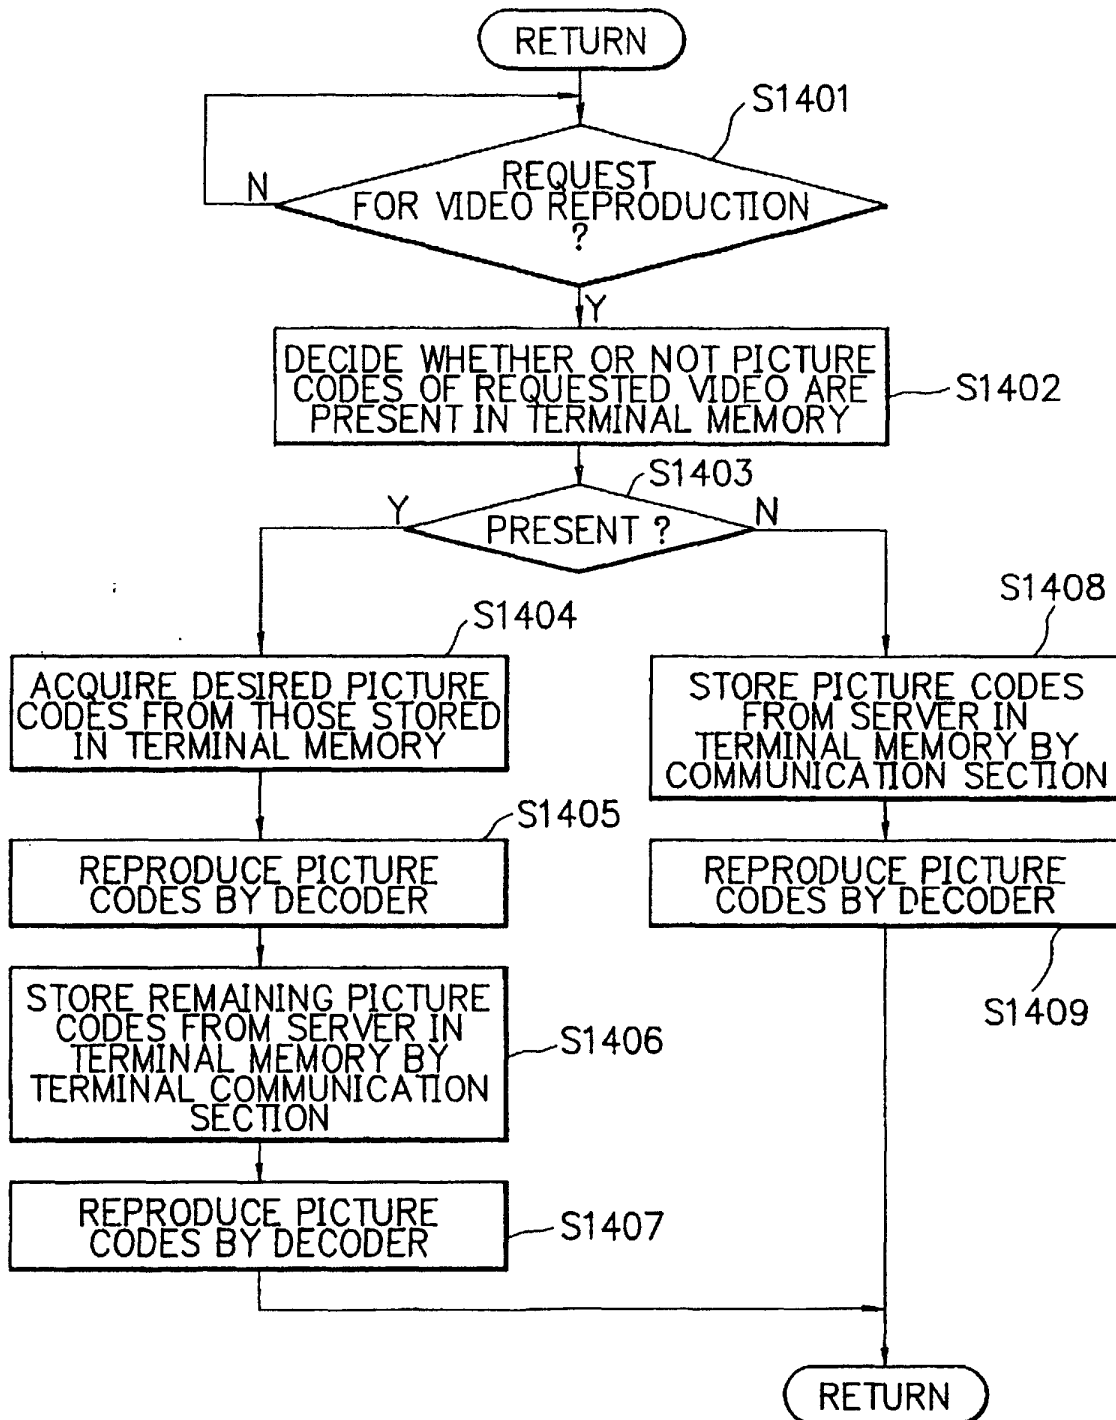 RETURN
S1401
REQUEST
FOR VIDEO REPRODUCTION
?
N
Y
DECIDE WHETHER OR NOT PICTURE
CODES OF REQUESTED VIDEO ARE
PRESENT IN TERMINAL MEMORY
S1402
S1403
Y
PRESENT ?
N
S1404
ACQUIRE DESIRED PICTURE
CODES FROM THOSE STORED
IN TERMINAL MEMORY
S1405
REPRODUCE PICTURE
CODES BY DECODER
STORE REMAINING PICTURE
CODES FROM SERVER IN
TERMINAL MEMORY BY
TERMINAL COMMUNICATION
SECTION
S1406
REPRODUCE PICTURE
CODES BY DECODER
S1407
S1408
STORE PICTURE CODES
FROM SERVER IN
TERMINAL MEMORY BY
COMMUNICATION SECTION
REPRODUCE PICTURE
CODES BY DECODER
S1409
RETURN